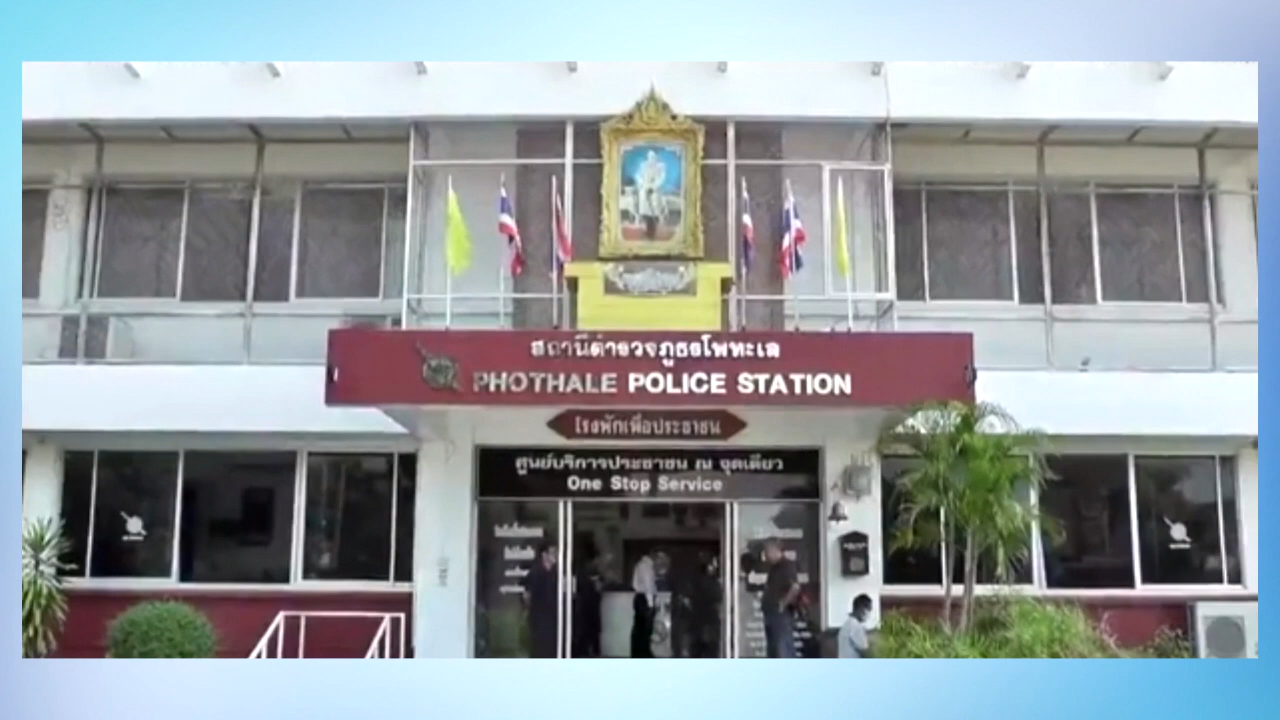 สถานีตำรวจภูธรโพทะเล
PHOTHALE POLICE STATION
โรงพักเพื่อประชาชน
ศูนย์บริการประชาชน ณ จุดเดียว
One Stop Service